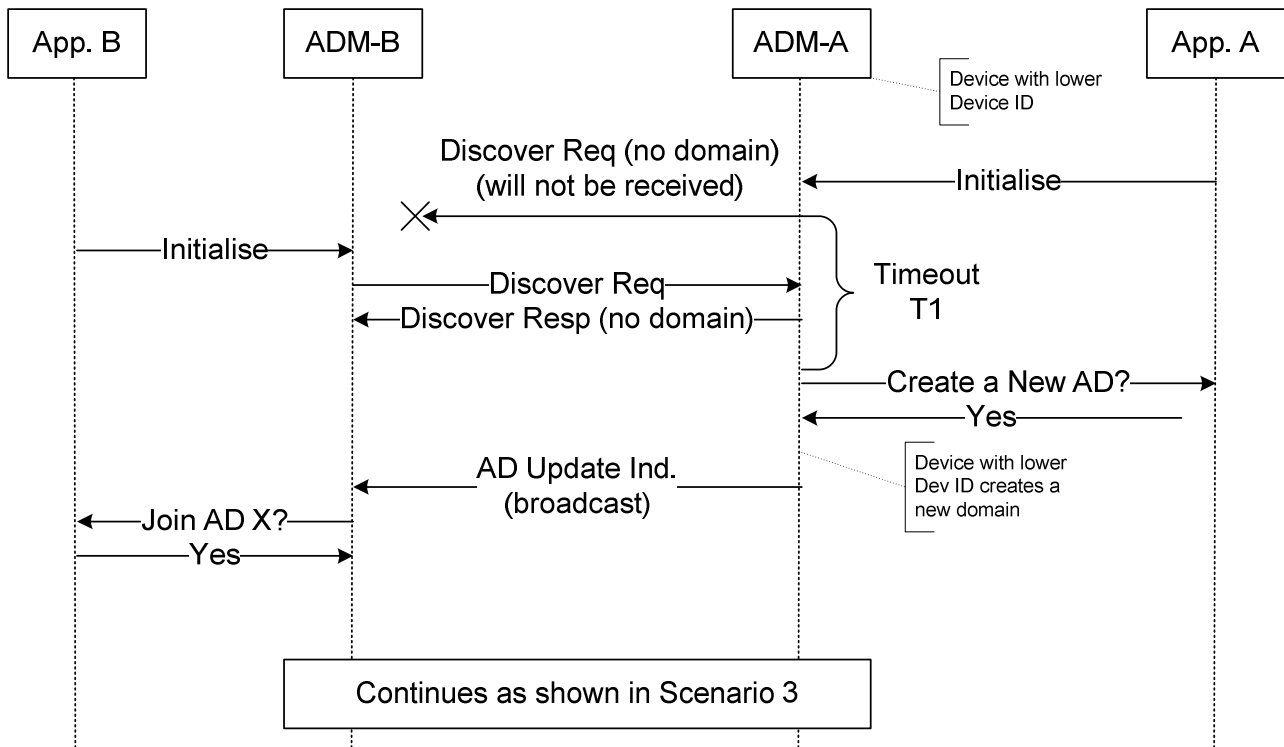 App. B
ADM-B
ADM-A
App. A
Device with lower
Device ID
Discover Req (no domain)
(will not be received)
Initialise
Initialise
Discover Req
Timeout
T1
Discover Resp (no domain)
Create a New AD?
Yes
AD Update Ind.
(broadcast)
Device with lower
Dev ID creates a
new domain
Join AD X?
Yes
Continues as shown in Scenario 3